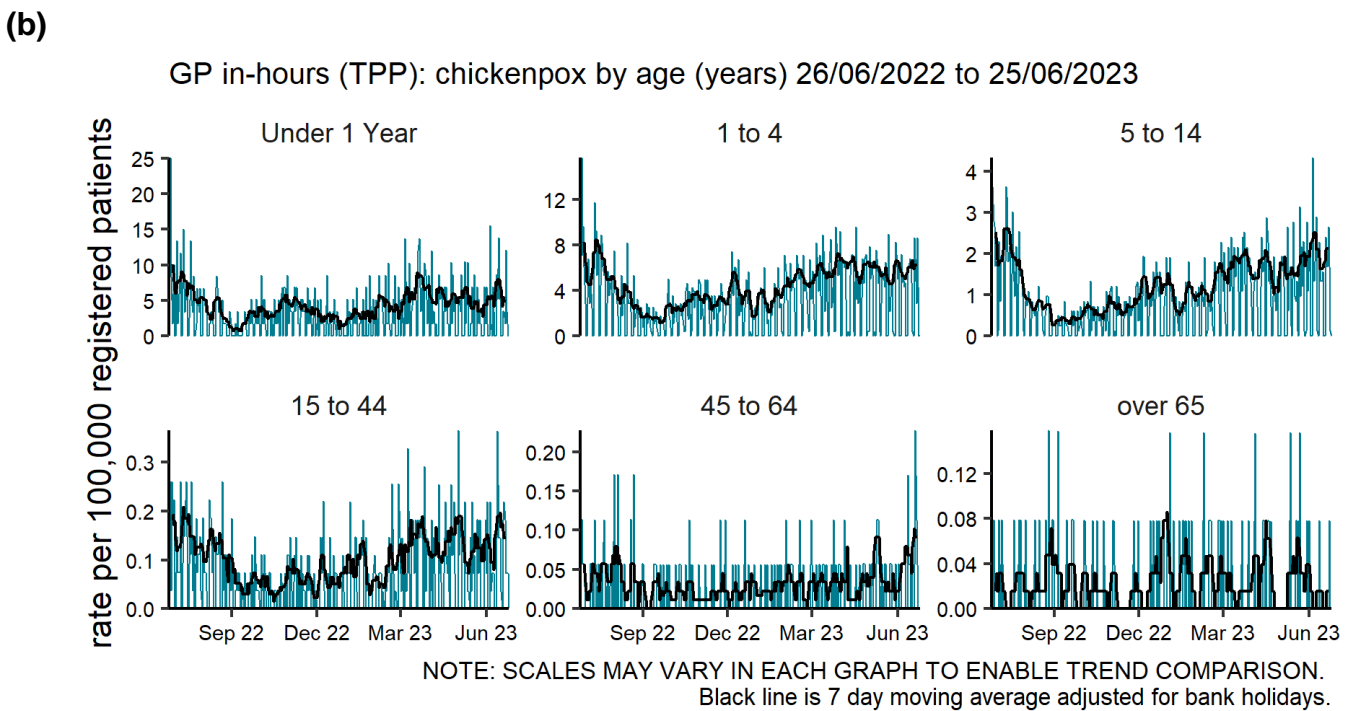 (b)
GP in-hours (TPP): chickenpox by age (years) 26/06/2022 to 25/06/2023
rate per 100,000 registered patients
Under 1 Year
25
20
15
10
5
0
1 to 4
12
8
4
0
5 to 14
4
3
2
1
0
15 to 44
0.3
0.2
0.1
0.0
Sep 22 Dec 22 Mar 23 Jun 23
45 to 64
0.20
0.15
0.10
0.05
0.00
Sep 22 Dec 22 Mar 23 Jun 23
over 65
0.12
0.08
0.04
0.00
Sep 22 Dec 22 Mar 23 Jun 23
NOTE: SCALES MAY VARY IN EACH GRAPH TO ENABLE TREND COMPARISON.
Black line is 7 day moving average adjusted for bank holidays.